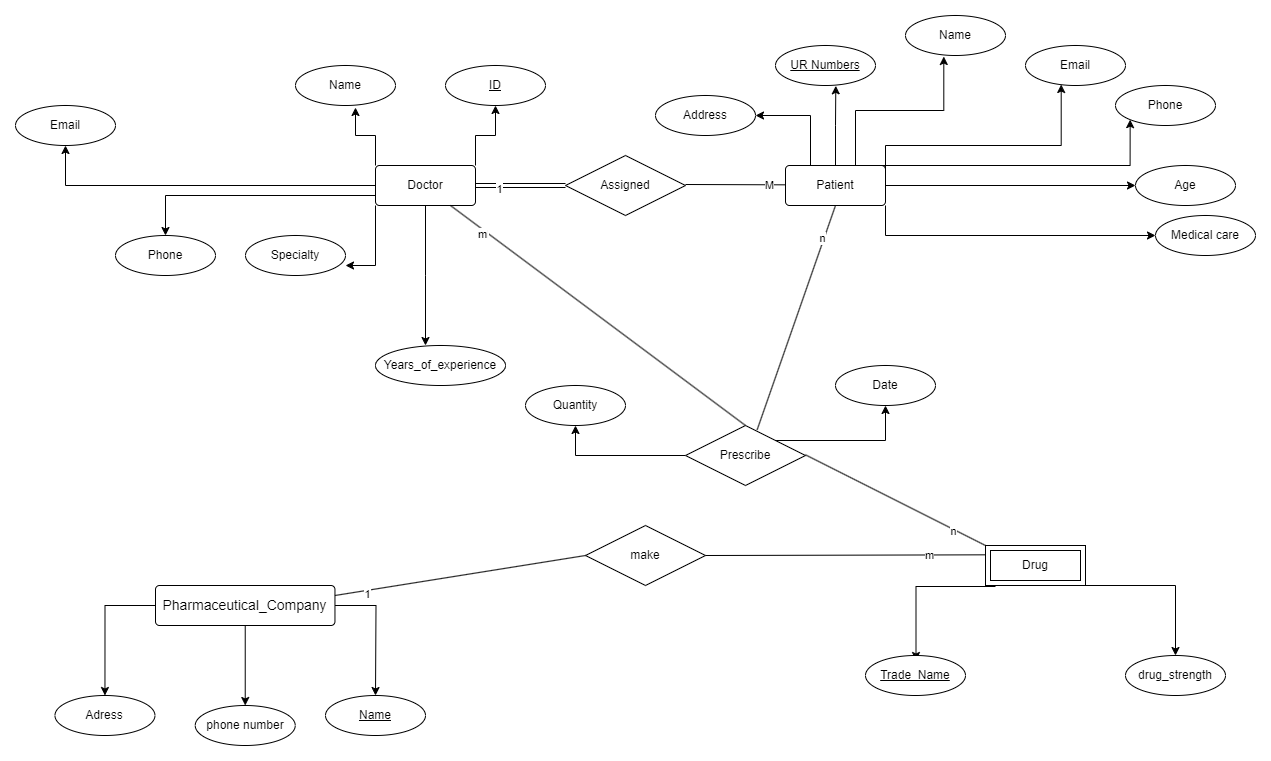 Name
UR Numbers
Email
Name
ID
Phone
Address
Email
Doctor
1
Assigned
M
Patient
Age
m
n
Medical care
Phone
Specialty
Years_of_experience
Date
Quantity
Prescribe
n
make
m
Drug
1
Pharmaceutical_Company
Trade_Name
drug_strength
Adress
phone number
Name